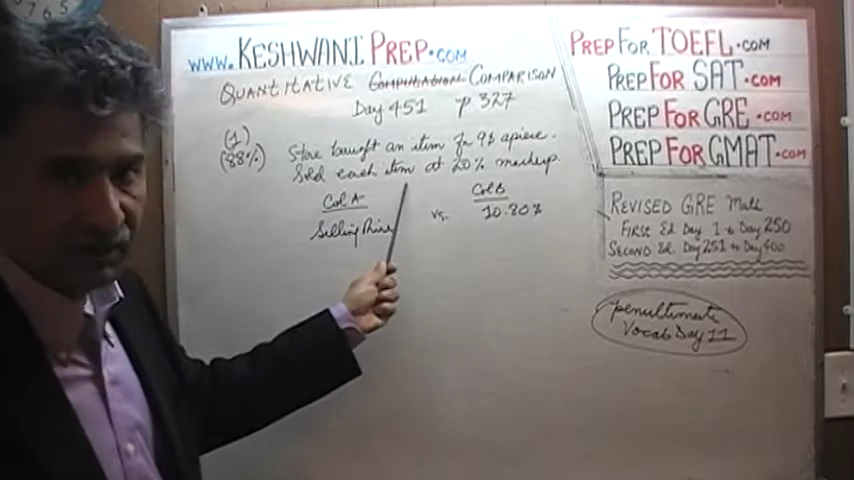 7 6 5
www.KESHWANIPREP.COM
QUANTITATIVE COMPUTATION COMPARISON
Day 451 p 327
(1)
(88%)
Store bought an item for 9$ apiece.
Sold each item at 20% markup.
Col A
Selling Price
vs.
Col B
10.80$
PREPFORTOEFL.COM
PREPFORSAT.COM
PREPFORGRE.COM
PREPFORGMAT.COM
REVISED GRE Math
FIRST Ed. Day 1 to Day 250
SECOND Ed. Day 251 to Day 400
penultimate
Vocab Day 11